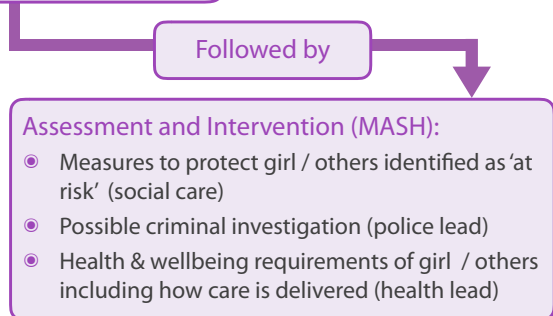 Followed by
Assessment and Intervention (MASH):
◉ Measures to protect girl / others identified as ‘at
risk’ (social care)
◉ Possible criminal investigation (police lead)
◉ Health & wellbeing requirements of girl / others
including how care is delivered (health lead)